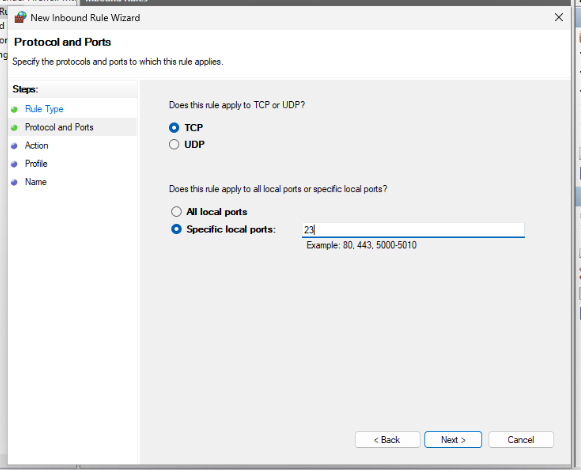 New Inbound Rule Wizard
Protocol and Ports
Specify the protocols and ports to which this rule applies.
Steps:
Rule Type
Protocol and Ports
Action
Profile
Name
Does this rule apply to TCP or UDP?
TCP
UDP
Does this rule apply to all local ports or specific local ports?
All local ports
Specific local ports:
23
Example: 80, 443, 5000-5010
< Back
Next >
Cancel